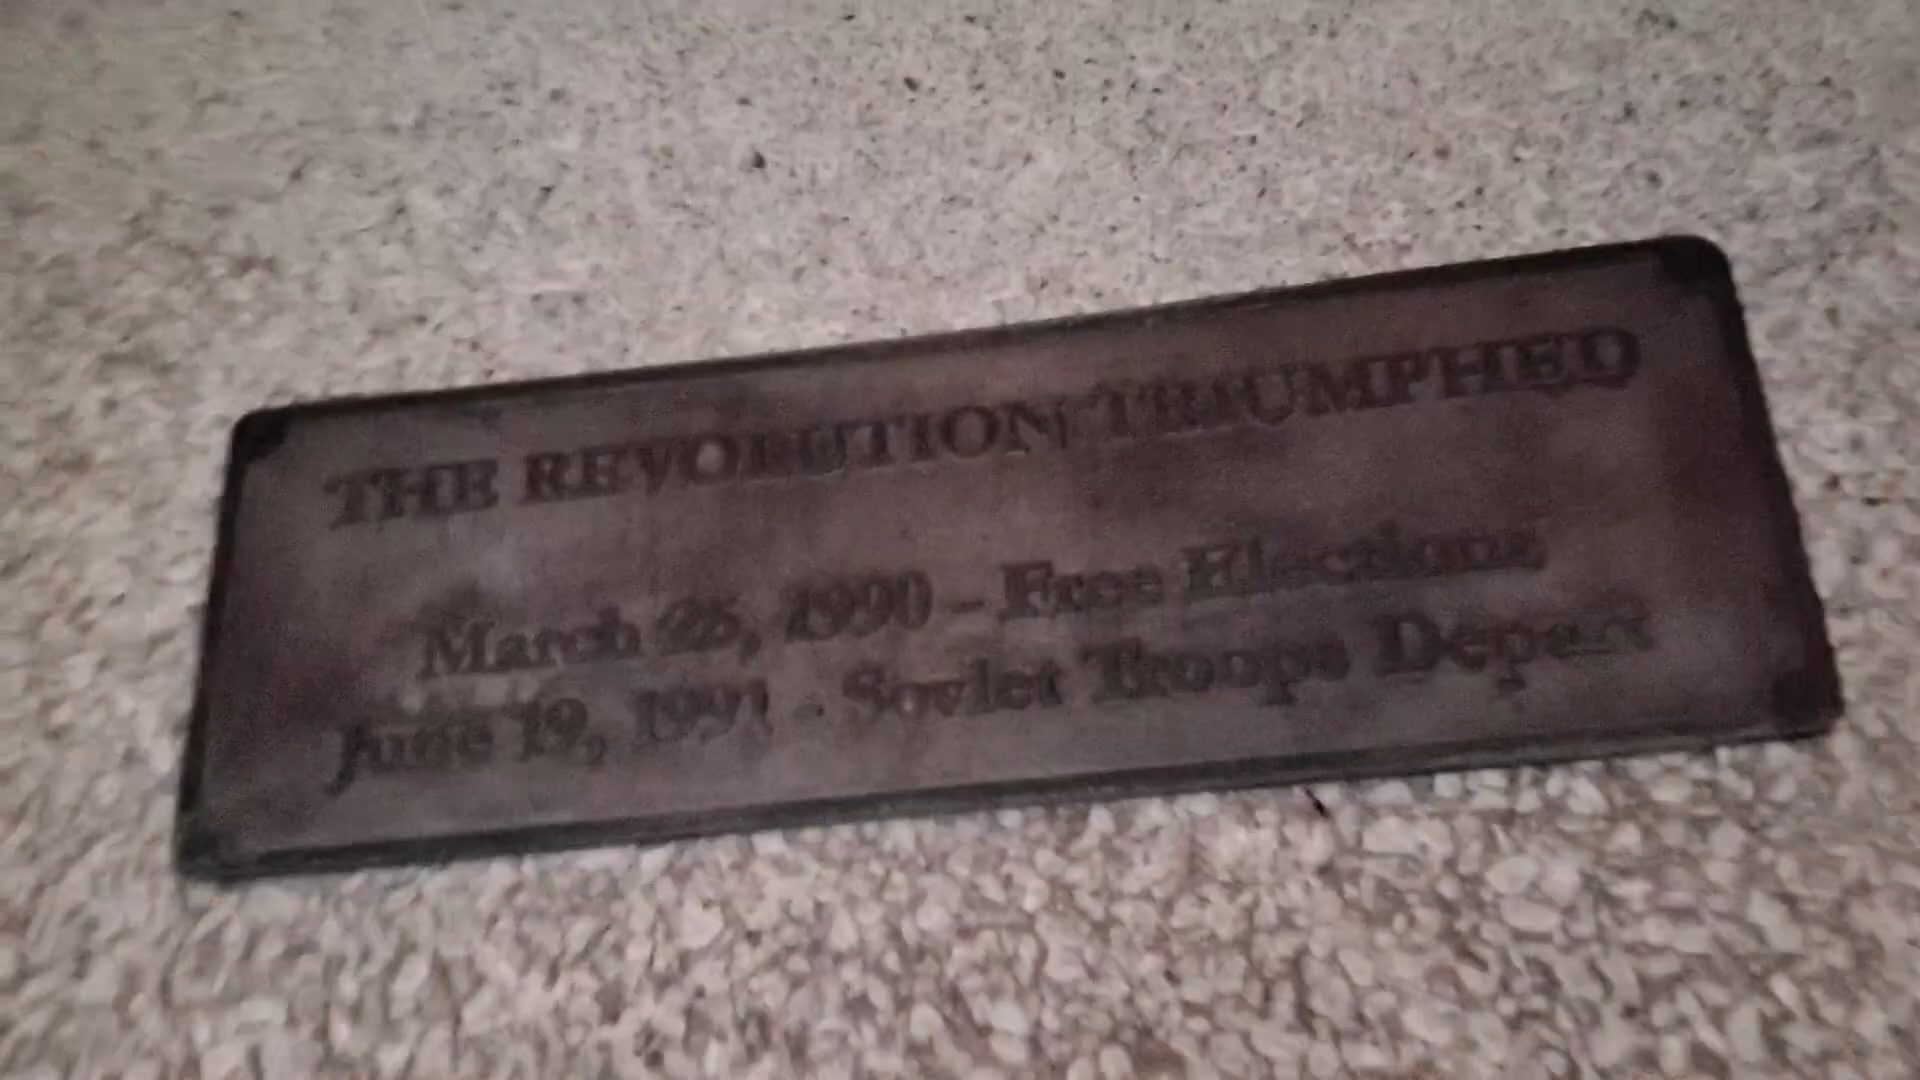 THE REVOLUTION TRIUMPHED
March 25, 1990 - Free Elections
June 19, 1991 - Soviet Troops Depart